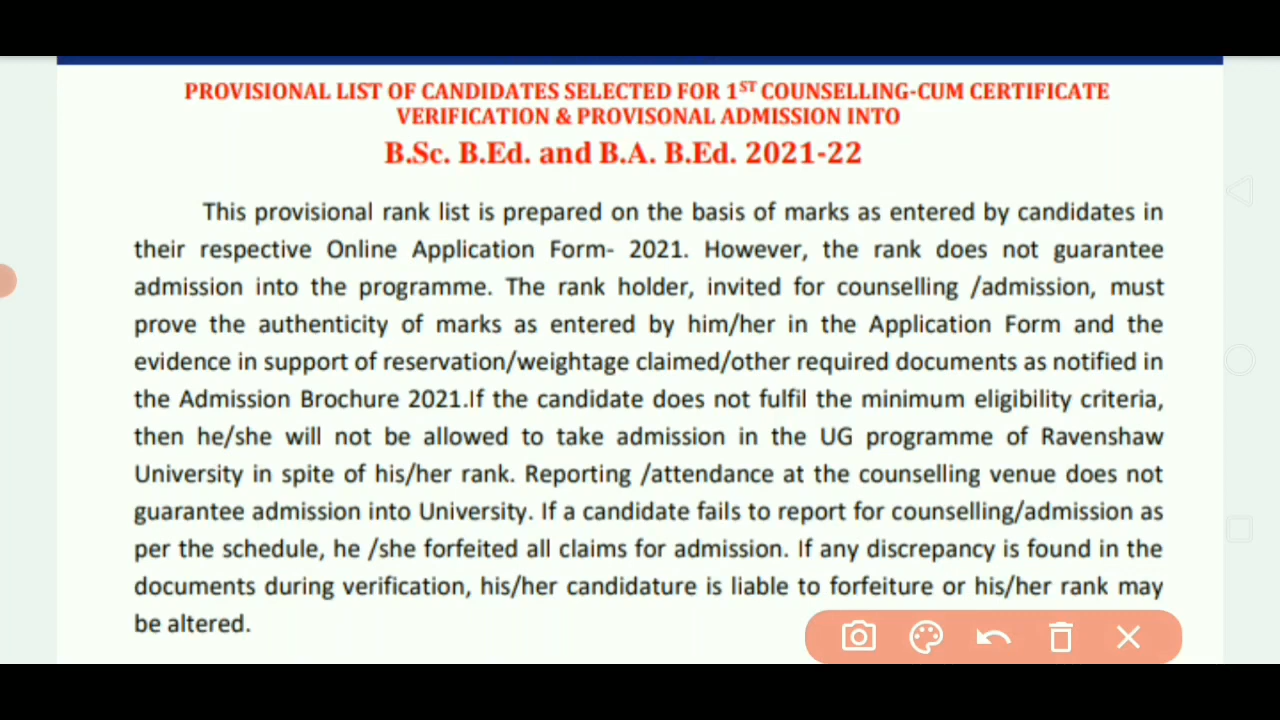 PROVISIONAL LIST OF CANDIDATES SELECTED FOR 1ST COUNSELLING-CUM CERTIFICATE
VERIFICATION & PROVISONAL ADMISSION INTO
B.Sc. B.Ed. and B.A. B.Ed. 2021-22
This provisional rank list is prepared on the basis of marks as entered by candidates in
their respective Online Application Form- 2021. However, the rank does not guarantee
admission into the programme. The rank holder, invited for counselling /admission, must
prove the authenticity of marks as entered by him/her in the Application Form and the
evidence in support of reservation/weightage claimed/other required documents as notified in
the Admission Brochure 2021.If the candidate does not fulfil the minimum eligibility criteria,
then he/she will not be allowed to take admission in the UG programme of Ravenshaw
University in spite of his/her rank. Reporting /attendance at the counselling venue does not
guarantee admission into University. If a candidate fails to report for counselling/admission as
per the schedule, he /she forfeited all claims for admission. If any discrepancy is found in the
documents during verification, his/her candidature is liable to forfeiture or his/her rank may
be altered.